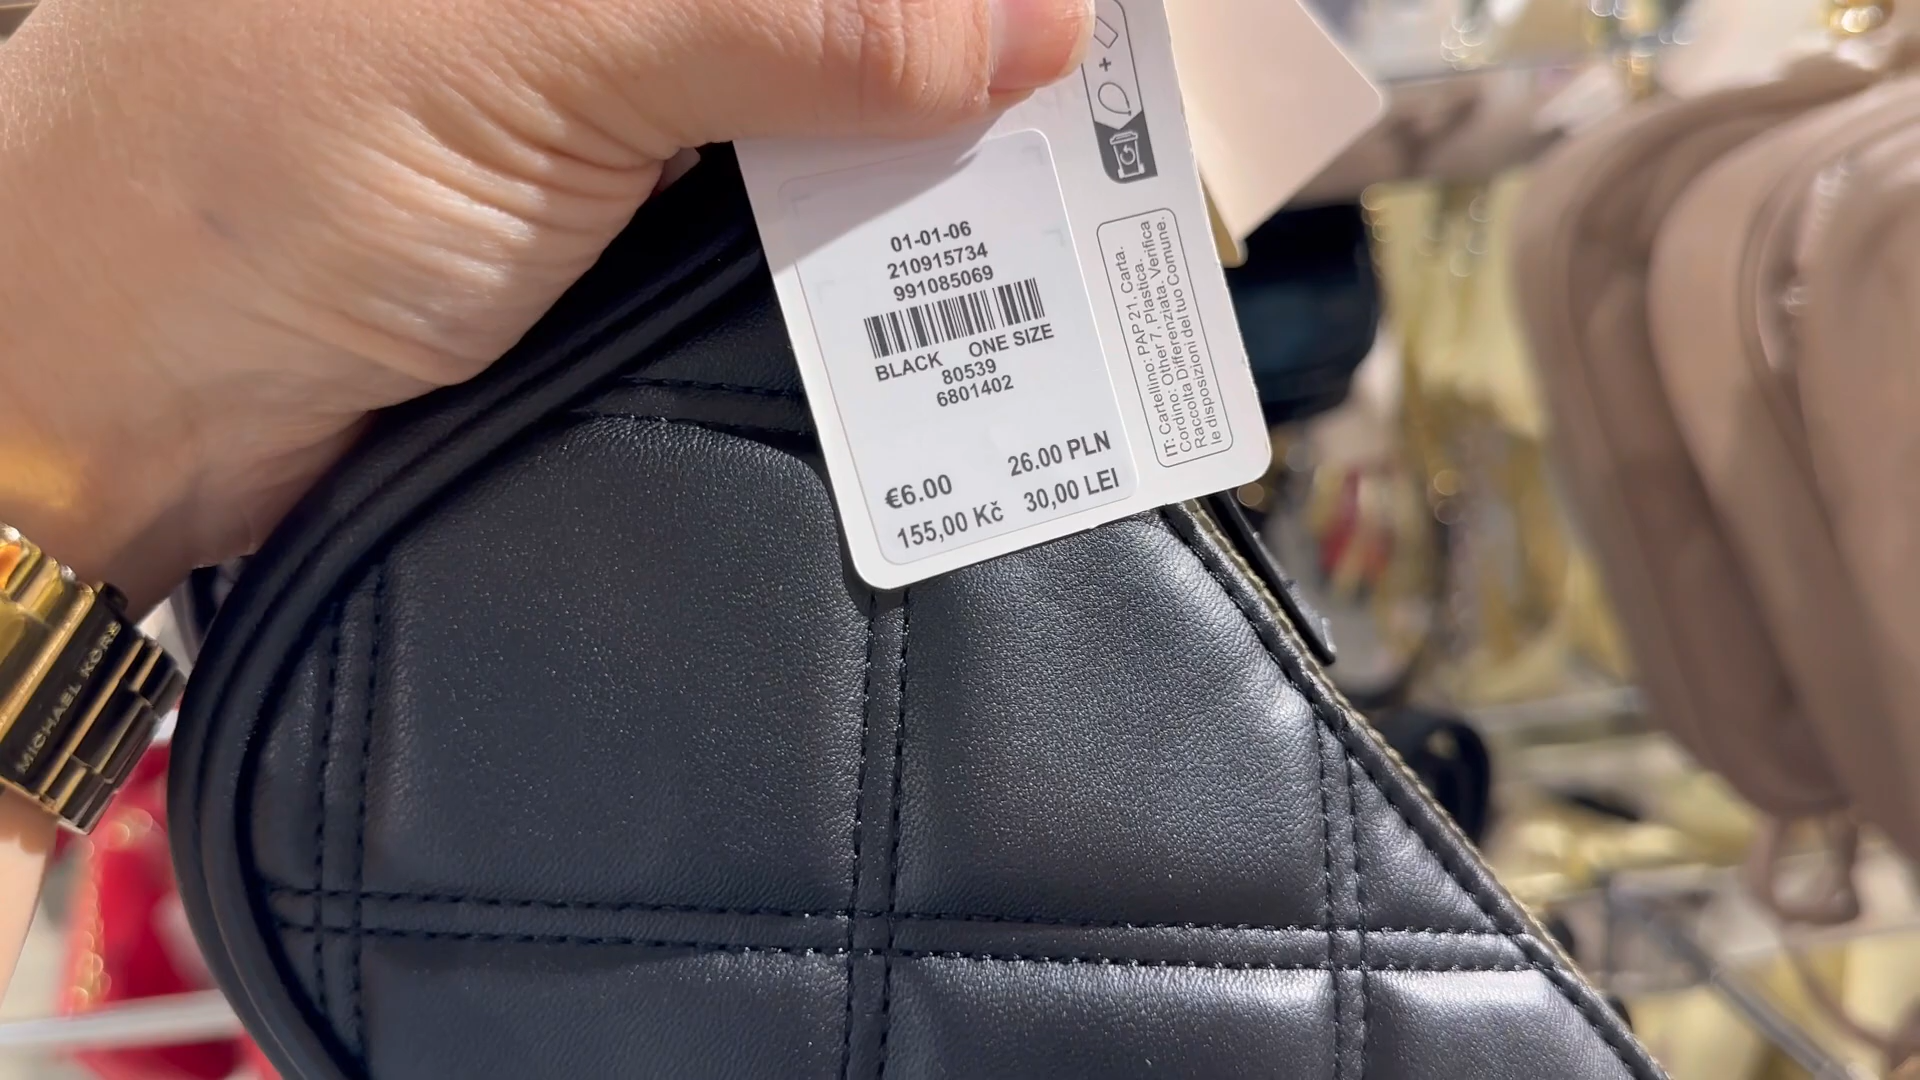 01-01-06
210915734
991085069
BLACK ONE SIZE
80539
6801402
€6.00 26.00 PLN
155,00 Kč 30,00 LEI
IT: Cartellino: PAP 21, Carta.
Cordino: Other 7, Plastica.
Raccolta Differenziata. Verifica
le disposizioni del tuo Comune.
MICHAEL KORS